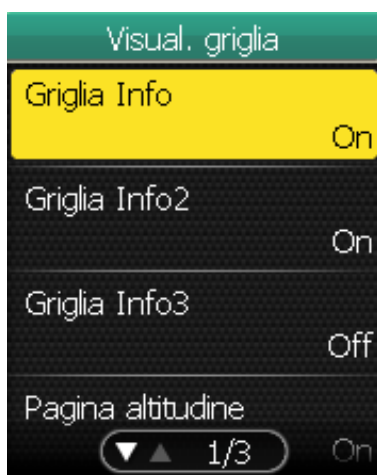 Visual. griglia
Griglia Info
On
Griglia Info2
On
Griglia Info3
Off
Pagina altitudine
1/3
On